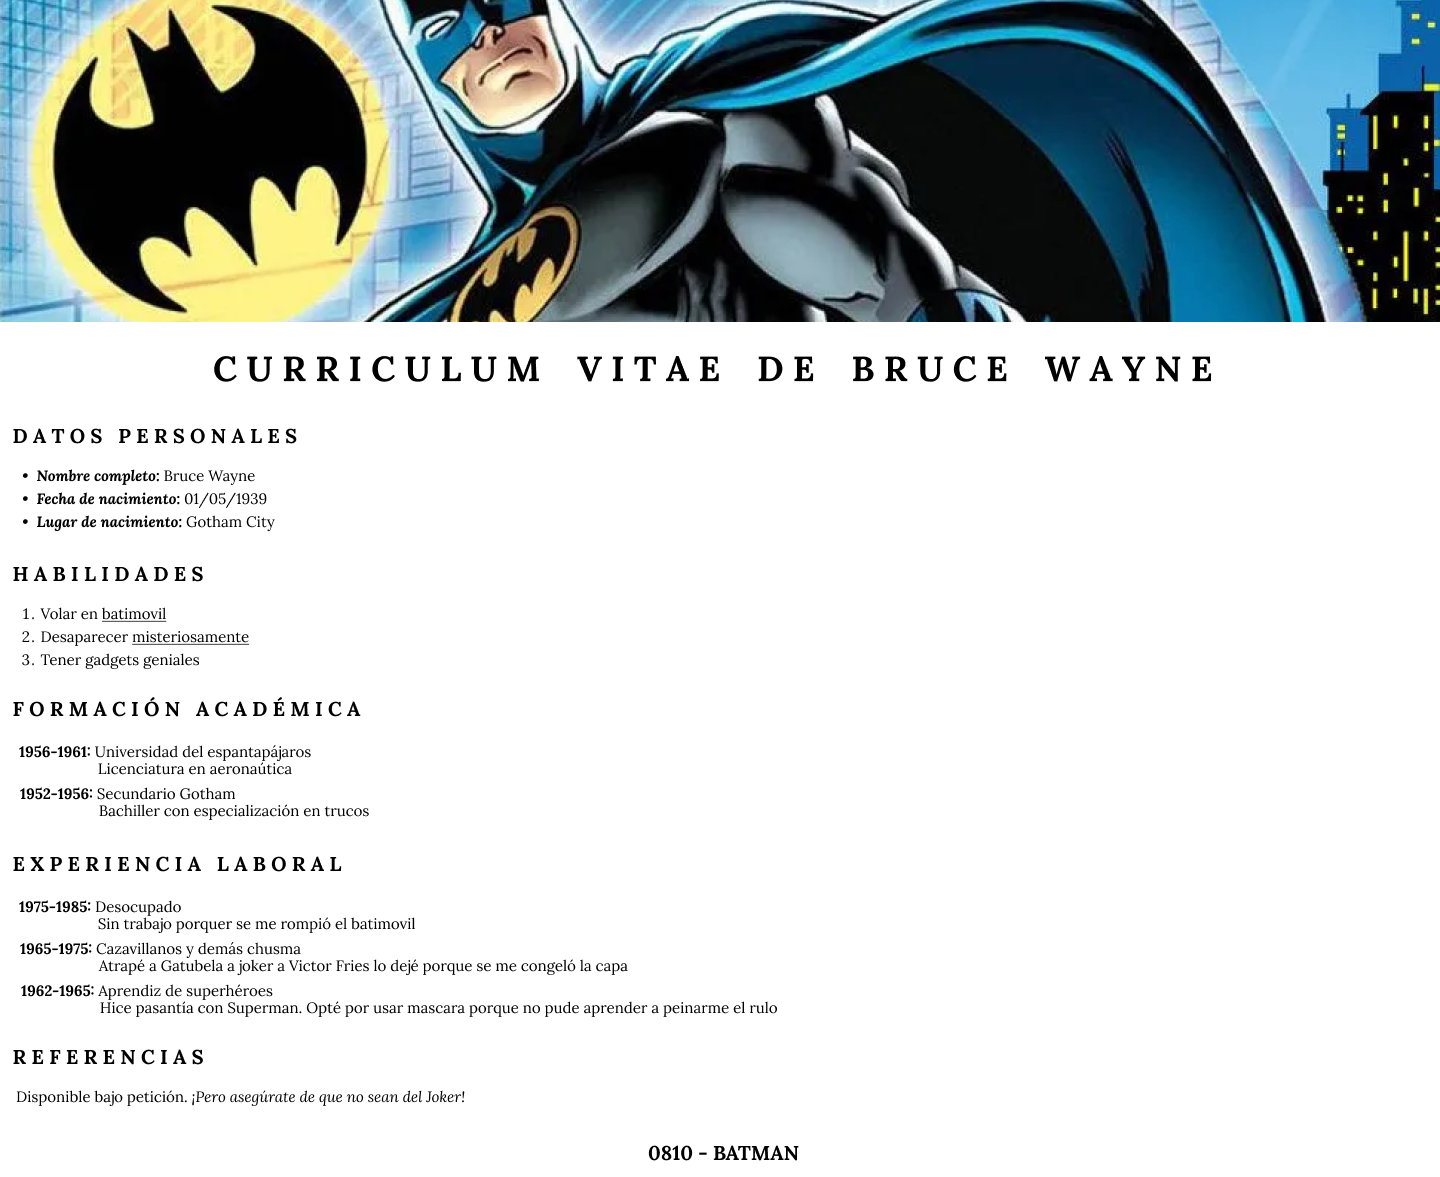 CURRICULUM VITAE DE BRUCE WAYNE
DATOS PERSONALES
• Nombre completo: Bruce Wayne
• Fecha de nacimiento: 01/05/1939
• Lugar de nacimiento: Gotham City
HABILIDADES
1. Volar en batimovil
2. Desaparecer misteriosamente
3. Tener gadgets geniales
FORMACIÓN ACADÉMICA
1956-1961: Universidad del espantapájaros
Licenciatura en aeronaútica
1952-1956: Secundario Gotham
Bachiller con especialización en trucos
EXPERIENCIA LABORAL
1975-1985: Desocupado
Sin trabajo porquer se me rompió el batimovil
1965-1975: Cazavillanos y demás chusma
Atrapé a Gatubela a joker a Victor Fries lo dejé porque se me congeló la capa
1962-1965: Aprendiz de superhéroes
Hice pasantía con Superman. Opté por usar mascara porque no pude aprender a peinarme el rulo
REFERENCIAS
Disponible bajo petición. ¡Pero asegúrate de que no sean del Joker!
0810 - BATMAN